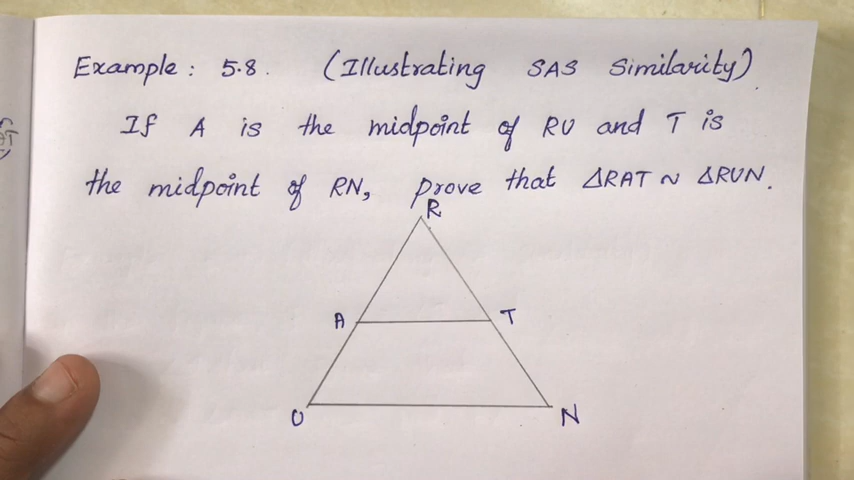 Example : 5.8. (Illustrating SAS Similarity)
If A is the midpoint of RU and T is
the midpoint of RN, prove that ΔRAT ~ ΔRUN.
R
A
T
U
N